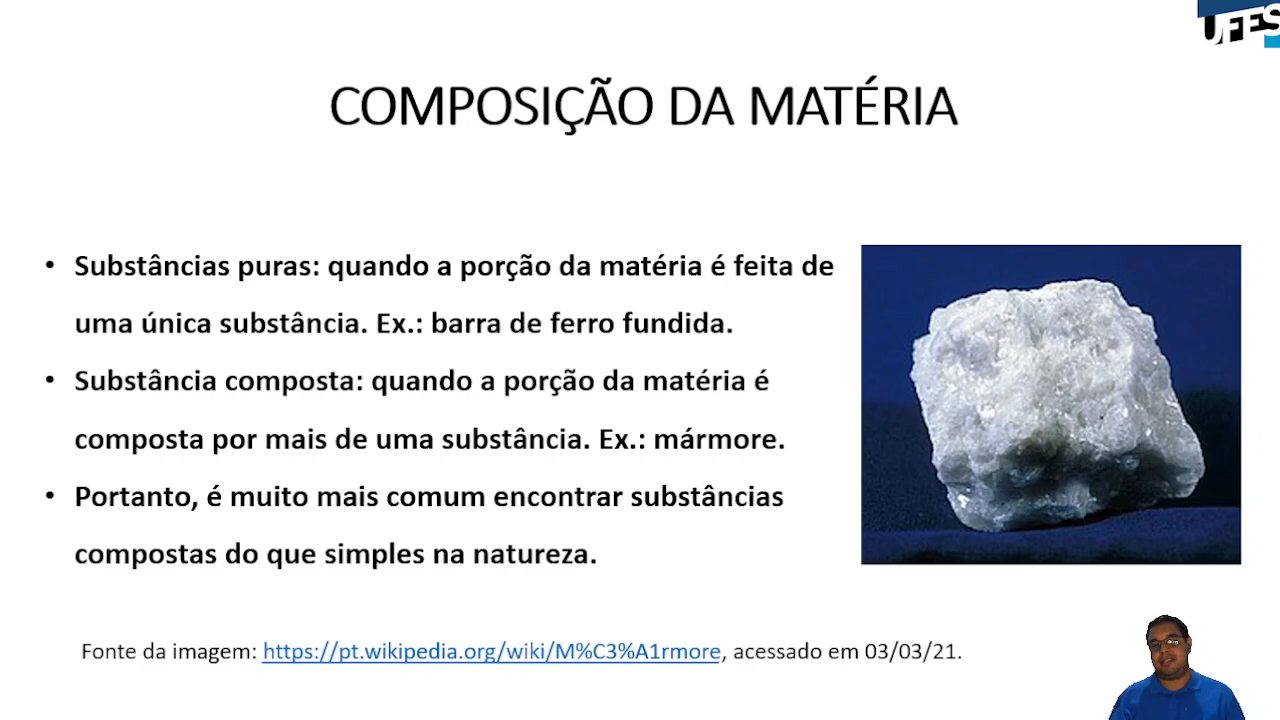 UFES
COMPOSIÇÃO DA MATÉRIA
• Substâncias puras: quando a porção da matéria é feita de
uma única substância. Ex.: barra de ferro fundida.
• Substância composta: quando a porção da matéria é
composta por mais de uma substância. Ex.: mármore.
• Portanto, é muito mais comum encontrar substâncias
compostas do que simples na natureza.
Fonte da imagem: https://pt.wikipedia.org/wiki/M%C3%A1rmore, acessado em 03/03/21.